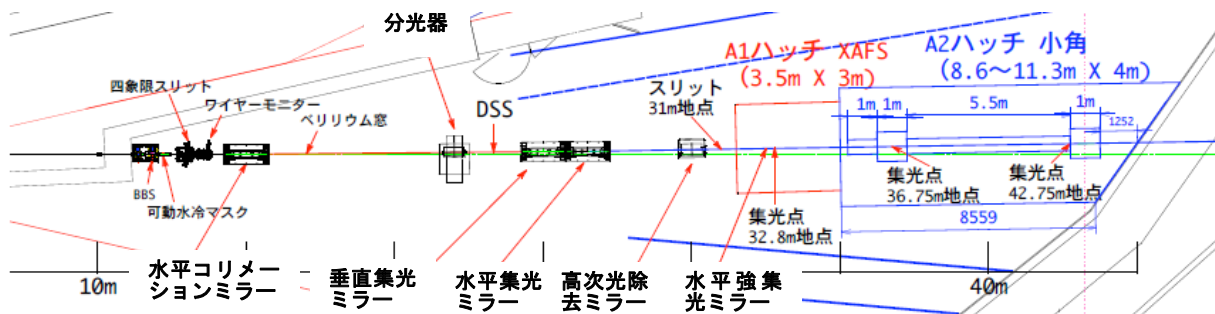 分光器
A1ハッチ XAFS
(3.5m X 3m)
A2ハッチ 小角
(8.6～11.3m X 4m)
四象限スリット
ワイヤーモニター
ベリリウム窓
DSS
スリット
31m地点
1m
1m
5.5m
1m
1252
BBS
可動水冷マスク
集光点
36.75m地点
集光点
42.75m地点
集光点
32.8m地点
8559
水平コリメー
ションミラー
垂直集光
ミラー
水平集光
ミラー
高次光除
去ミラー
水平強集
光ミラー
10m
40m